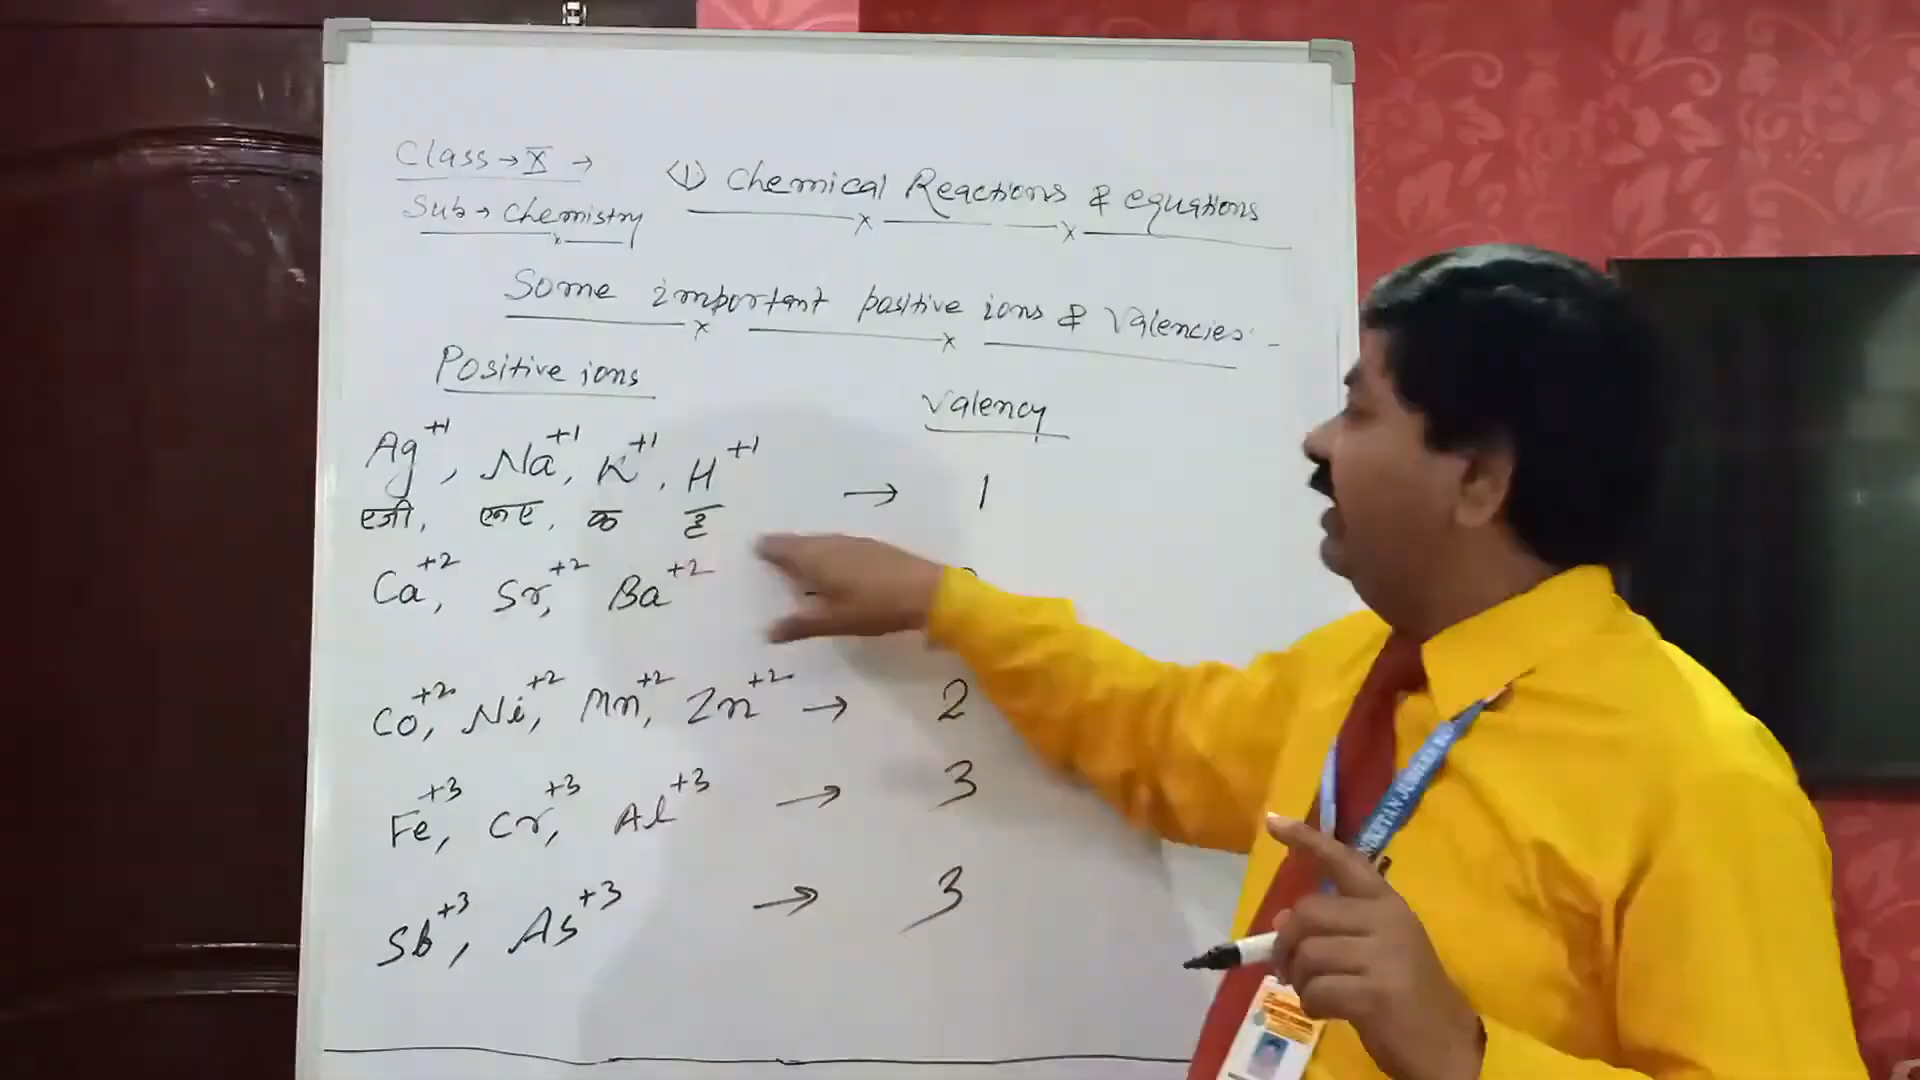 Class → X →
Sub → Chemistry
(1) Chemical Reactions & equations
Some important positive ions & Valencies
Positive ions
Valency
Ag+1, Na+1, K+1, H+1 → 1
एजी, एनए, क ह
Ca+2, Sr+2, Ba+2
Co+2, Ni+2, Mn+2, Zn+2 → 2
Fe+3, Cr+3, Al+3 → 3
Sb+3, As+3 → 3